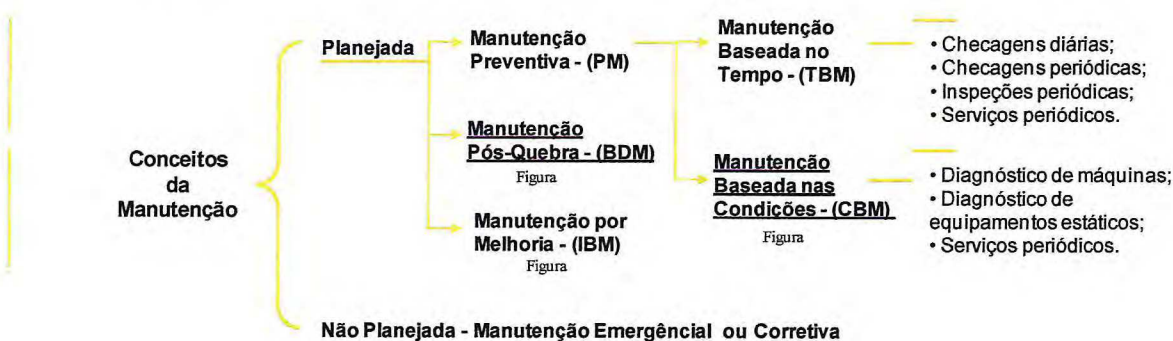 Conceitos
da
Manutenção
Planejada
Manutenção
Preventiva - (PM)
Manutenção
Pós-Quebra - (BDM)
Figura
Manutenção por
Melhoria - (IBM)
Figura
Manutenção
Baseada no
Tempo - (TBM)
Manutenção
Baseada nas
Condições - (CBM)
Figura
• Checagens diárias;
• Checagens periódicas;
• Inspeções periódicas;
• Serviços periódicos.
• Diagnóstico de máquinas;
• Diagnóstico de
equipamentos estáticos;
• Serviços periódicos.
Não Planejada - Manutenção Emergêncial ou Corretiva